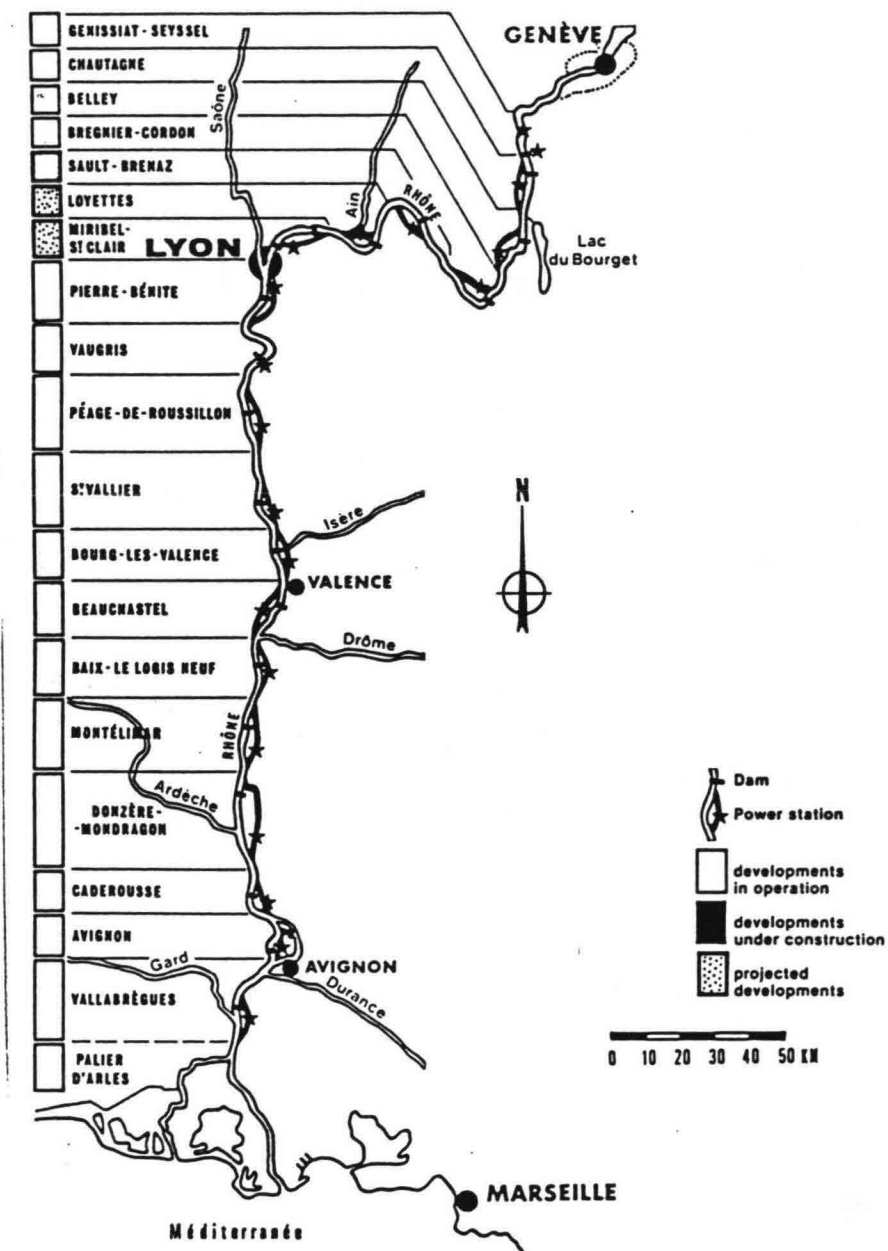 GENISSIAT-SEYSSEL
CHAUTAGNE
BELLEY
BREGNIER-CORDON
SAULT-BRENAZ
LOYETTES
MIRIBEL-
ST CLAIR
PIERRE-BÉNITE
VAUGRIS
PÉAGE-DE-ROUSSILLON
ST VALLIER
BOURG-LES-VALENCE
BEAUCHASTEL
BAIX-LE LOGIS NEUF
MONTÉLIMAR
DONZÈRE-
-MONDRAGON
CADEROUSSE
AVIGNON
VALLABRÈGUES
PALIER
D'ARLES
GENÈVE
Saône
Ain
RHÔNE
LYON
Lac
du Bourget
Isère
VALENCE
Drôme
RHÔNE
Ardèche
Gard
AVIGNON
Durance
MARSEILLE
Méditerranée
N
Dam
Power station
developments
in operation
developments
under construction
projected
developments
0 10 20 30 40 50 KM